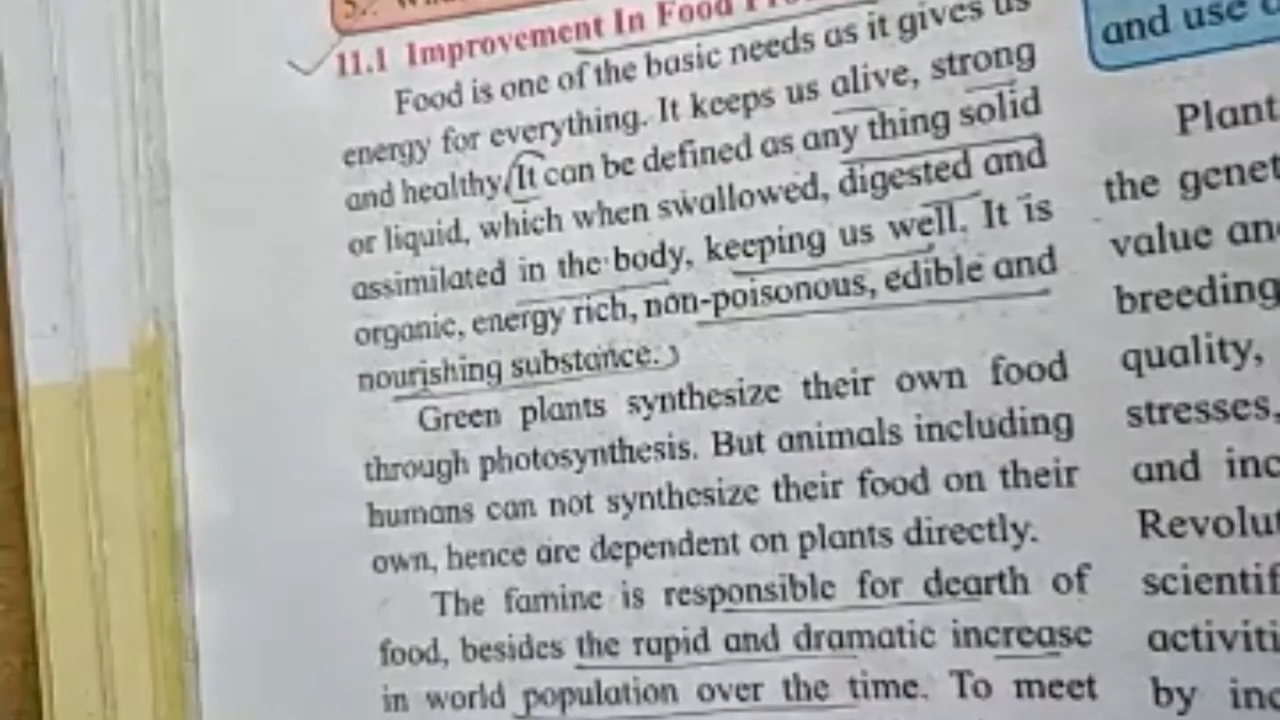 11.1 Improvement In Food
Food is one of the basic needs as it gives us
energy for everything. It keeps us alive, strong
and healthy. It can be defined as any thing solid
or liquid, which when swallowed, digested and
assimilated in the body, keeping us well. It is
organic, energy rich, non-poisonous, edible and
nourishing substance.
Green plants synthesize their own food
through photosynthesis. But animals including
humans can not synthesize their food on their
own, hence are dependent on plants directly.
The famine is responsible for dearth of
food, besides the rapid and dramatic increase
in world population over the time. To meet
and use
Plant
the genet
value an
breeding
quality,
stresses,
and inc
Revolut
scientif
activiti
by inc